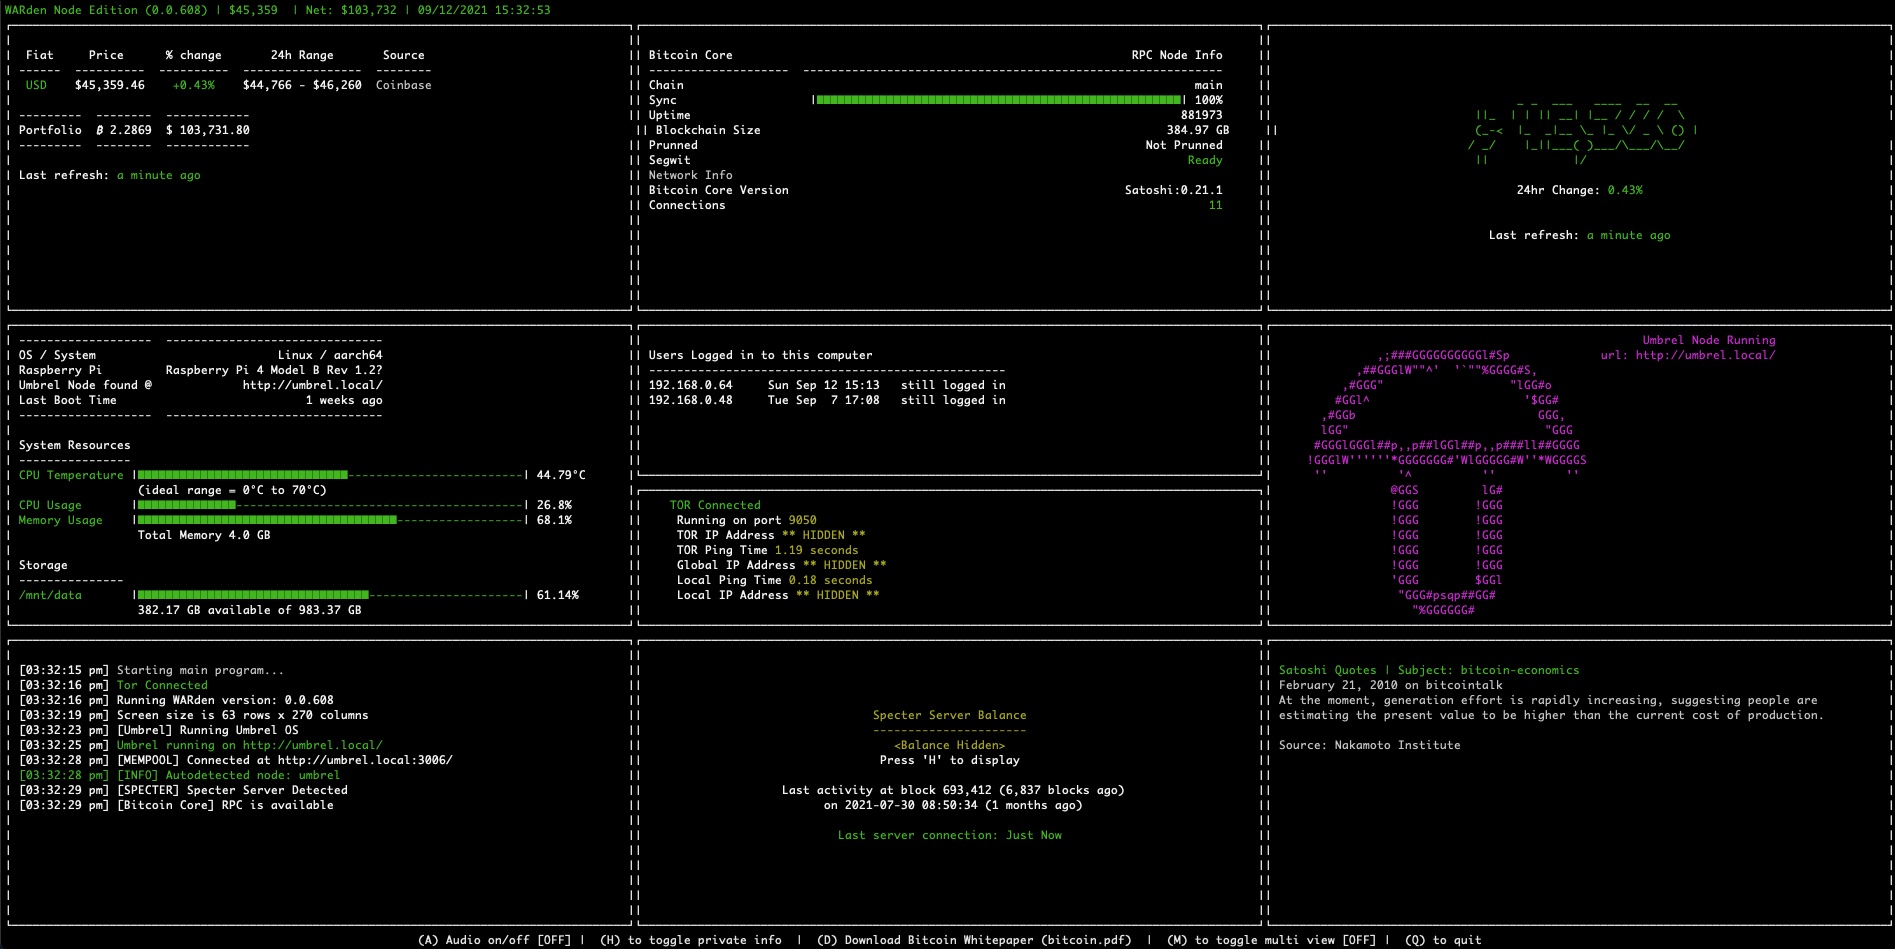 WARden Node Edition (0.0.608) | $45,359 | Net: $103,732 | 09/12/2021 15:32:53
Fiat Price % change 24h Range Source
USD $45,359.46 +0.43% $44,766 - $46,260 Coinbase
Portfolio ₿ 2.2869 $ 103,731.80
Last refresh: a minute ago
Bitcoin Core RPC Node Info
Chain main
Sync 100%
Uptime 881973
Blockchain Size 384.97 GB
Prunned Not Prunned
Segwit Ready
Network Info
Bitcoin Core Version Satoshi:0.21.1
Connections 11
24hr Change: 0.43%
Last refresh: a minute ago
OS / System Linux / aarch64
Raspberry Pi Raspberry Pi 4 Model B Rev 1.2?
Umbrel Node found @ http://umbrel.local/
Last Boot Time 1 weeks ago
System Resources
CPU Temperature 44.79°C
(ideal range = 0°C to 70°C)
CPU Usage 26.8%
Memory Usage 68.1%
Total Memory 4.0 GB
Storage
/mnt/data 61.14%
382.17 GB available of 983.37 GB
Users Logged in to this computer
192.168.0.64 Sun Sep 12 15:13 still logged in
192.168.0.48 Tue Sep 7 17:08 still logged in
TOR Connected
Running on port 9050
TOR IP Address ** HIDDEN **
TOR Ping Time 1.19 seconds
Global IP Address ** HIDDEN **
Local Ping Time 0.18 seconds
Local IP Address ** HIDDEN **
Umbrel Node Running
url: http://umbrel.local/
[03:32:15 pm] Starting main program...
[03:32:16 pm] Tor Connected
[03:32:16 pm] Running WARden version: 0.0.608
[03:32:19 pm] Screen size is 63 rows x 270 columns
[03:32:23 pm] [Umbrel] Running Umbrel OS
[03:32:25 pm] Umbrel running on http://umbrel.local/
[03:32:28 pm] [MEMPOOL] Connected at http://umbrel.local:3006/
[03:32:28 pm] [INFO] Autodetected node: umbrel
[03:32:29 pm] [SPECTER] Specter Server Detected
[03:32:29 pm] [Bitcoin Core] RPC is available
Specter Server Balance
<Balance Hidden>
Press 'H' to display
Last activity at block 693,412 (6,837 blocks ago)
on 2021-07-30 08:50:34 (1 months ago)
Last server connection: Just Now
Satoshi Quotes | Subject: bitcoin-economics
February 21, 2010 on bitcointalk
At the moment, generation effort is rapidly increasing, suggesting people are
estimating the present value to be higher than the current cost of production.
Source: Nakamoto Institute
(A) Audio on/off [OFF] | (H) to toggle private info | (D) Download Bitcoin Whitepaper (bitcoin.pdf) | (M) to toggle multi view [OFF] | (Q) to quit